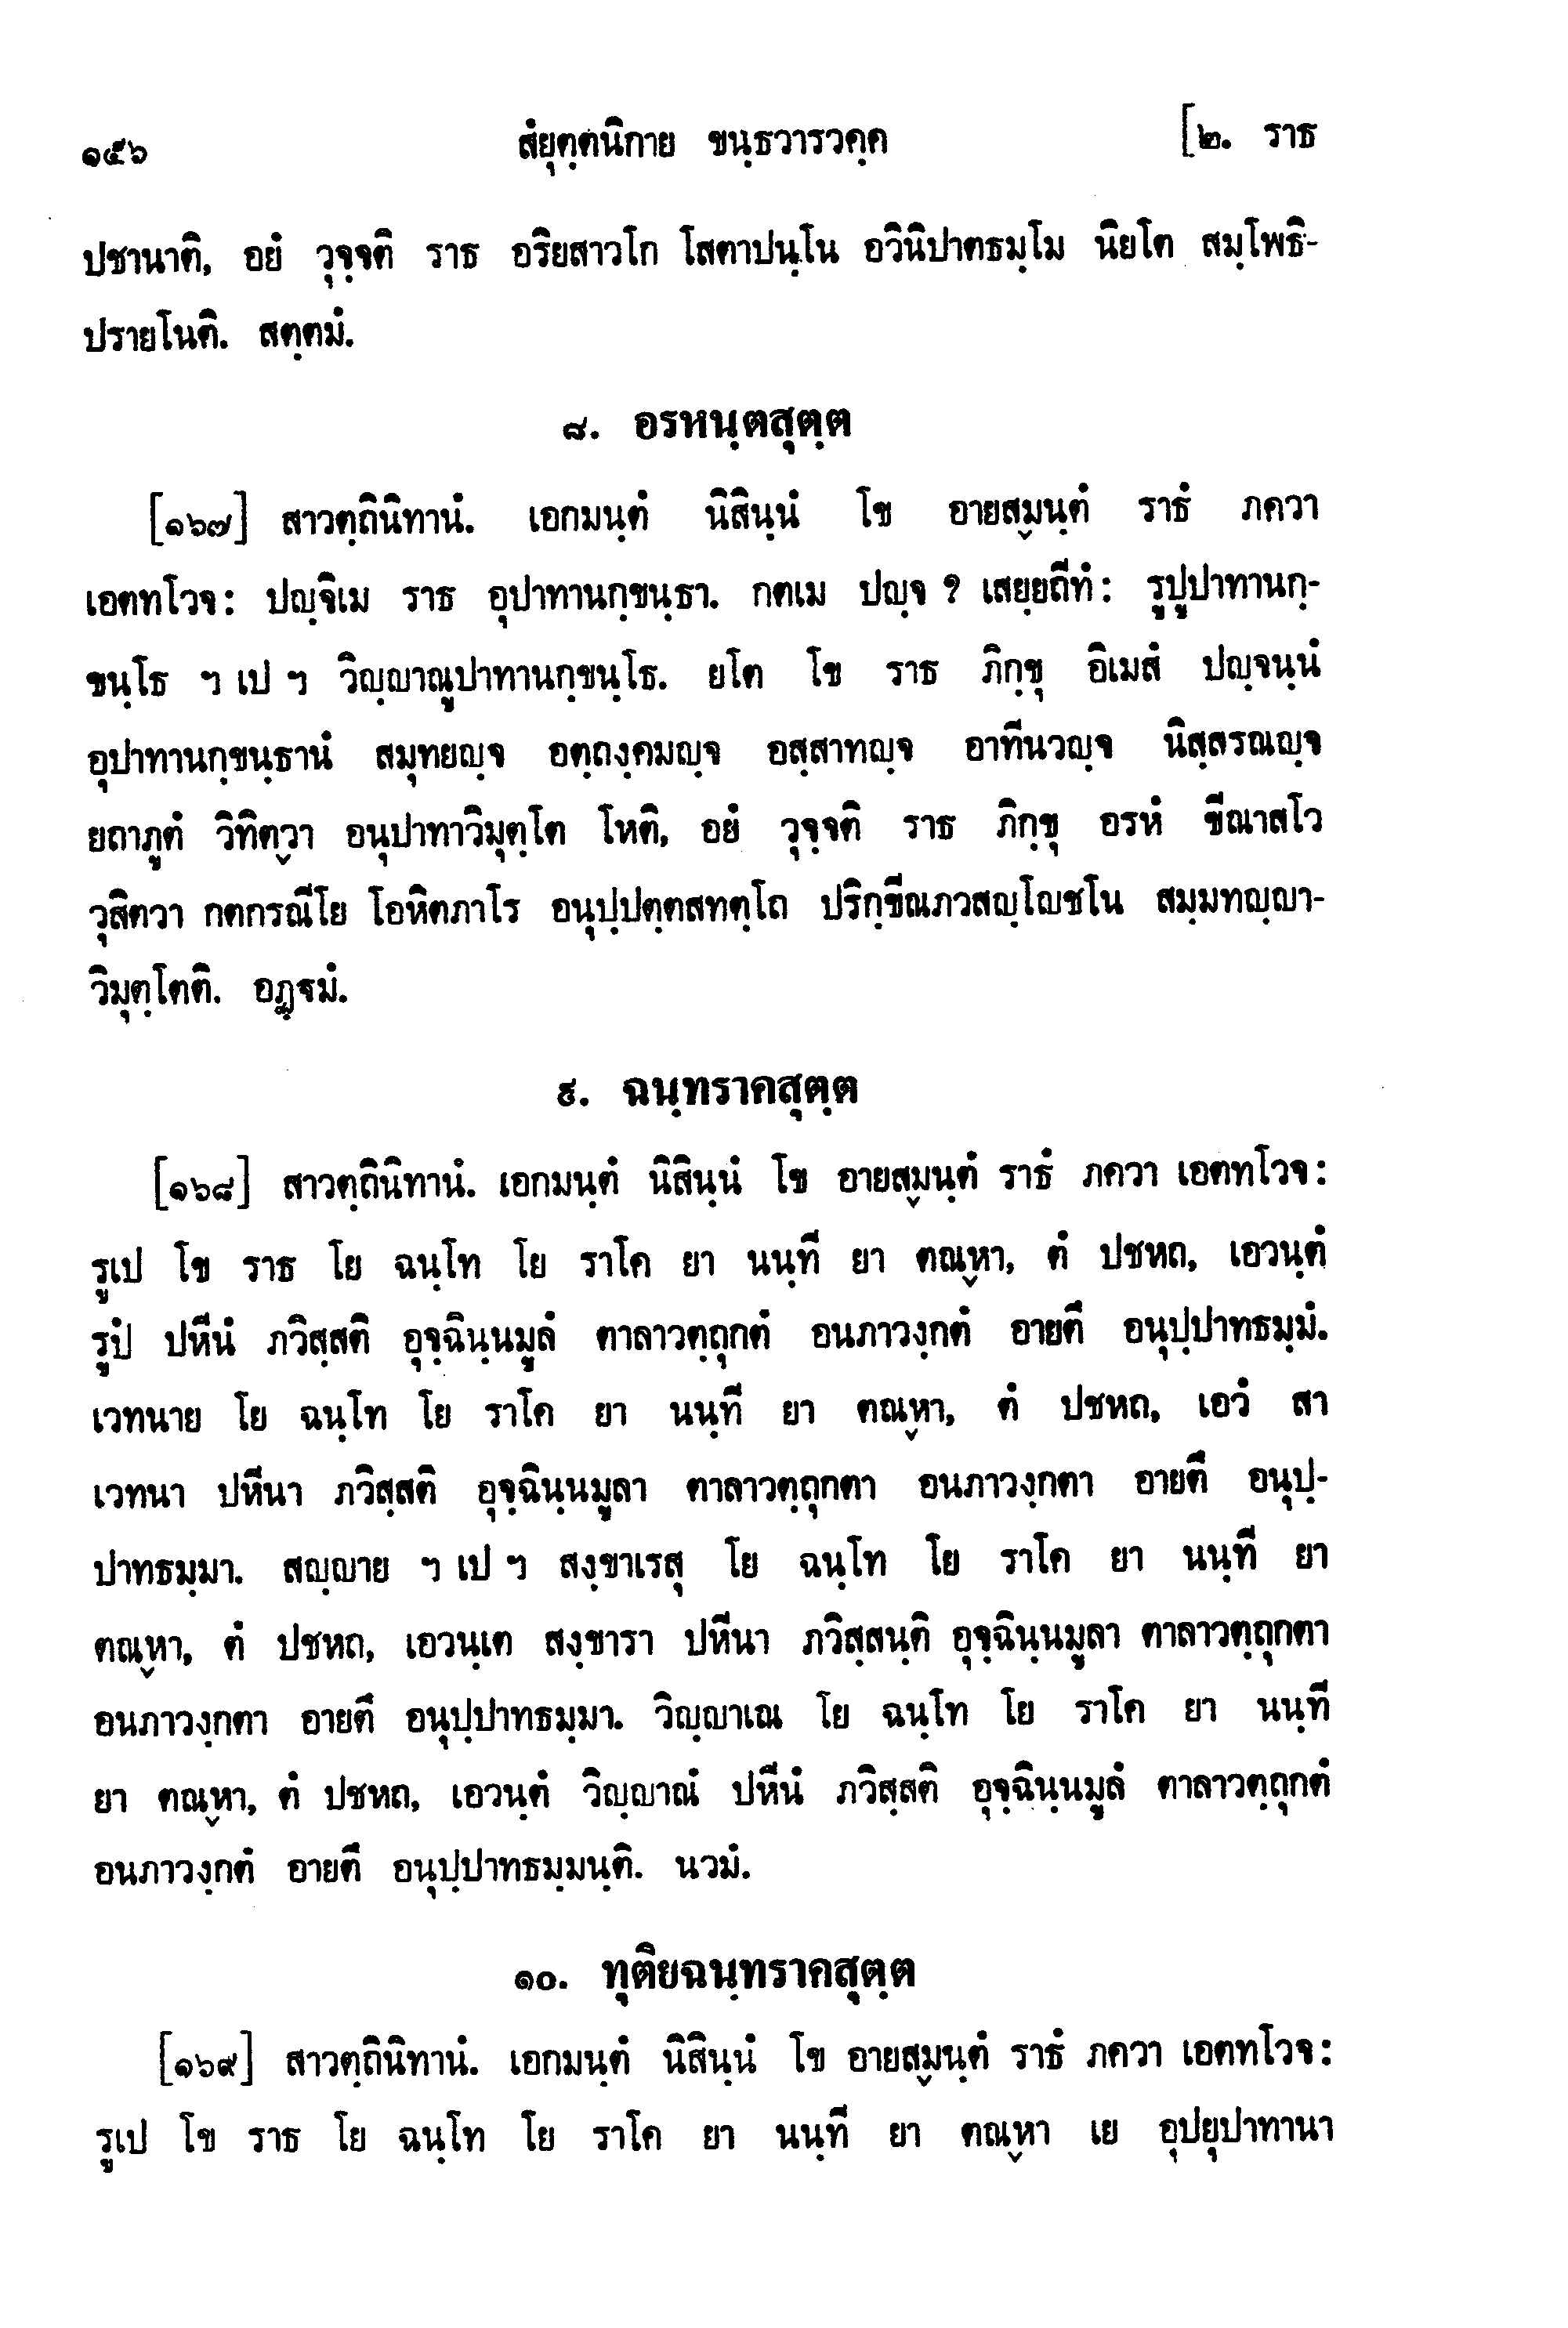 ๑๕๖ สํยุตฺตนิกาย ขนฺธวารวคฺค [๒. ราธ
ปชานาติ, อยํ วุจฺจติ ราธ อริยสาวโก โสตาปนฺโน อวินิปาตธมฺโม นิยโต สมฺโพธิ-
ปรายโนติ. สตฺตมํ.
๘. อรหนฺตสุตฺต
[๑๖๗] สาวตฺถินิทานํ. เอกมนฺตํ นิสินฺนํ โข อายสฺมนฺตํ ราธํ ภควา
เอตทโวจ: ปญฺจิเม ราธ อุปาทานกฺขนฺธา. กตเม ปญฺจ ? เสยฺยถีทํ: รูปูปาทานกฺ-
ขนฺโธ ฯ เป ฯ วิญฺญาณูปาทานกฺขนฺโธ. ยโต โข ราธ ภิกฺขุ อิเมสํ ปญฺจนฺนํ
อุปาทานกฺขนฺธานํ สมุทยญฺจ อตฺถงฺคมญฺจ อสฺสาทญฺจ อาทีนวญฺจ นิสฺสรณญฺจ
ยถาภูตํ วิทิตฺวา อนุปาทาวิมุตฺโต โหติ, อยํ วุจฺจติ ราธ ภิกฺขุ อรหํ ขีณาสโว
วุสิตวา กตกรณีโย โอหิตภาโร อนุปฺปตฺตสทตฺโถ ปริกฺขีณภวสญฺโญชโน สมฺมทญฺญา-
วิมุตฺโตติ. อฏฺฐมํ.
๙. ฉนฺทราคสุตฺต
[๑๖๘] สาวตฺถินิทานํ. เอกมนฺตํ นิสินฺนํ โข อายสฺมนฺตํ ราธํ ภควา เอตทโวจ:
รูเป โข ราธ โย ฉนฺโท โย ราโค ยา นนฺที ยา ตณฺหา, ตํ ปชหถ, เอวนฺตํ
รูปํ ปหีนํ ภวิสฺสติ อุจฺฉินฺนมูลํ ตาลาวตฺถุกตํ อนภาวงฺกตํ อายตึ อนุปฺปาทธมฺมํ.
เวทนาย โย ฉนฺโท โย ราโค ยา นนฺที ยา ตณฺหา, ตํ ปชหถ, เอวํ สา
เวทนา ปหีนา ภวิสฺสติ อุจฺฉินฺนมูลา ตาลาวตฺถุกตา อนภาวงฺกตา อายตึ อนุปฺ-
ปาทธมฺมา. สญฺญาย ฯ เป ฯ สงฺขาเรสุ โย ฉนฺโท โย ราโค ยา นนฺที ยา
ตณฺหา, ตํ ปชหถ, เอวนฺเต สงฺขารา ปหีนา ภวิสฺสนฺติ อุจฺฉินฺนมูลา ตาลาวตฺถุกตา
อนภาวงฺกตา อายตึ อนุปฺปาทธมฺมา. วิญฺญาเณ โย ฉนฺโท โย ราโค ยา นนฺที
ยา ตณฺหา, ตํ ปชหถ, เอวนฺตํ วิญฺญาณํ ปหีนํ ภวิสฺสติ อุจฺฉินฺนมูลํ ตาลาวตฺถุกตํ
อนภาวงฺกตํ อายตึ อนุปฺปาทธมฺมนฺติ. นวมํ.
๑๐. ทุติยฉนฺทราคสุตฺต
[๑๖๙] สาวตฺถินิทานํ. เอกมนฺตํ นิสินฺนํ โข อายสฺมนฺตํ ราธํ ภควา เอตทโวจ:
รูเป โข ราธ โย ฉนฺโท โย ราโค ยา นนฺที ยา ตณฺหา เย อุปยุปาทานา